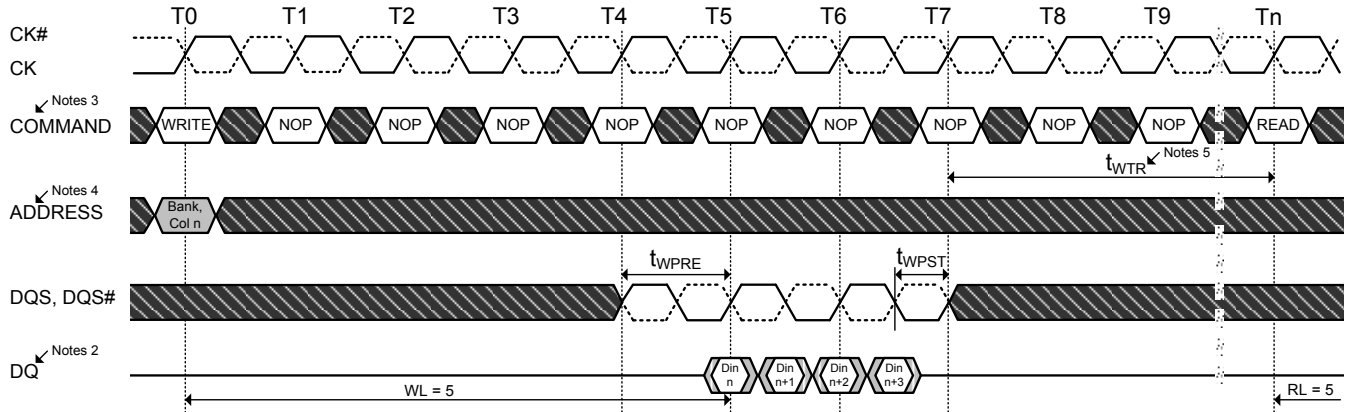 T0 T1 T2 T3 T4 T5 T6 T7 T8 T9 Tn
CK#
CK
Notes 3
COMMAND WRITE NOP NOP NOP NOP NOP NOP NOP NOP NOP READ
tWTR Notes 5
Notes 4
ADDRESS
Bank,
Col n
tWPRE tWPST
DQS, DQS#
Notes 2
DQ
Din Din Din Din
n n+1 n+2 n+3
WL = 5 RL = 5